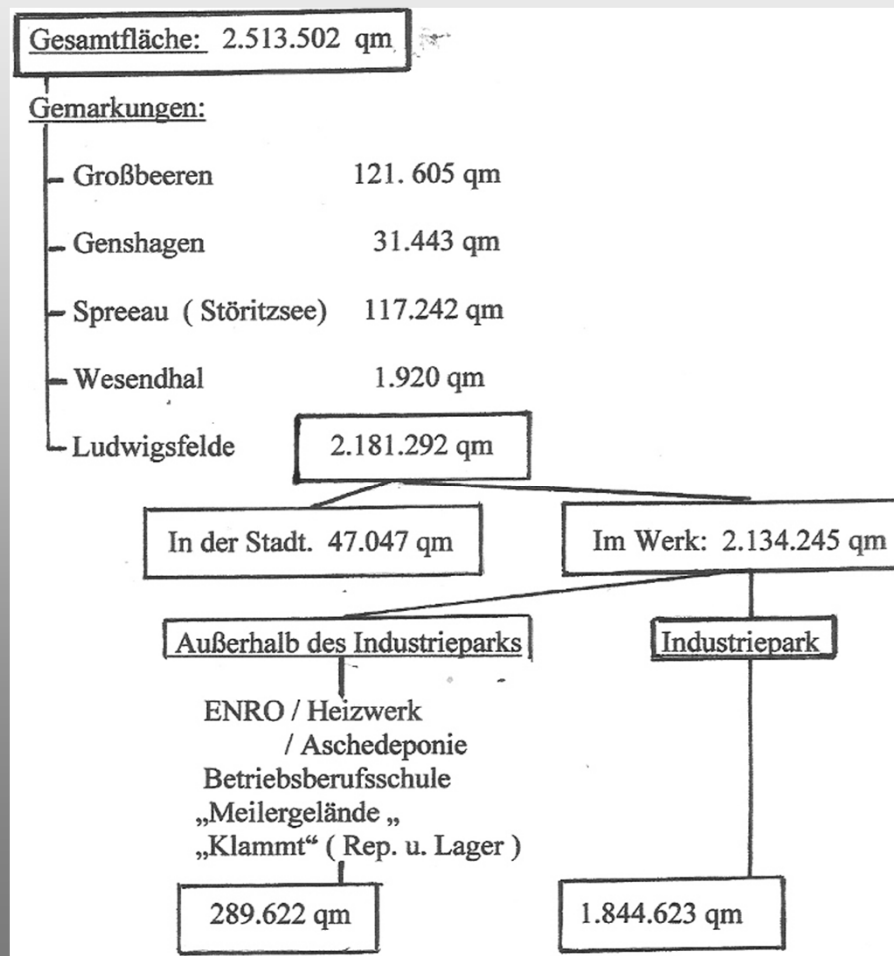 Gesamtfläche: 2.513.502 qm
Gemarkungen:
Großbeeren 121. 605 qm
Genshagen 31.443 qm
Spreeau ( Störitzsee) 117.242 qm
Wesendhal 1.920 qm
Ludwigsfelde 2.181.292 qm
In der Stadt. 47.047 qm Im Werk: 2.134.245 qm
Außerhalb des Industrieparks Industriepark
ENRO / Heizwerk
/ Aschedeponie
Betriebsberufsschule
„Meilergelände „
„Klammt“ ( Rep. u. Lager )
289.622 qm 1.844.623 qm